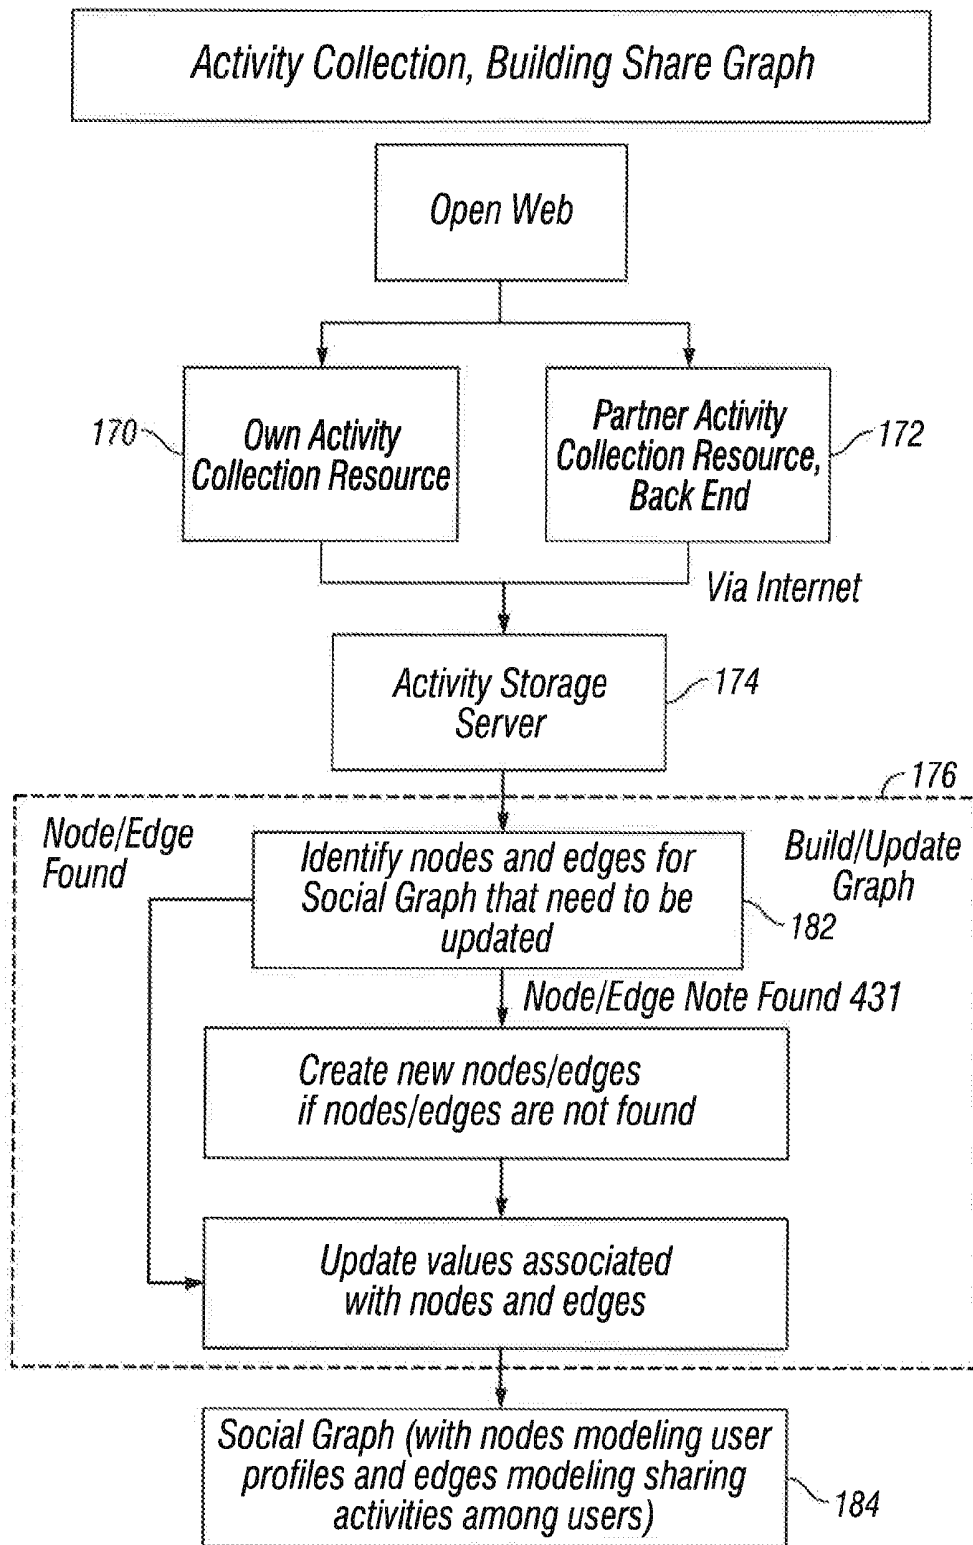 Activity Collection, Building Share Graph
Open Web
170
Own Activity
Collection Resource
Partner Activity
Collection Resource,
Back End
172
Via Internet
Activity Storage
Server
174
176
Node/Edge
Found
Build/Update
Graph
Identify nodes and edges for
Social Graph that need to be
updated
182
Node/Edge Note Found 431
Create new nodes/edges
if nodes/edges are not found
Update values associated
with nodes and edges
Social Graph (with nodes modeling user
profiles and edges modeling sharing
activities among users)
184